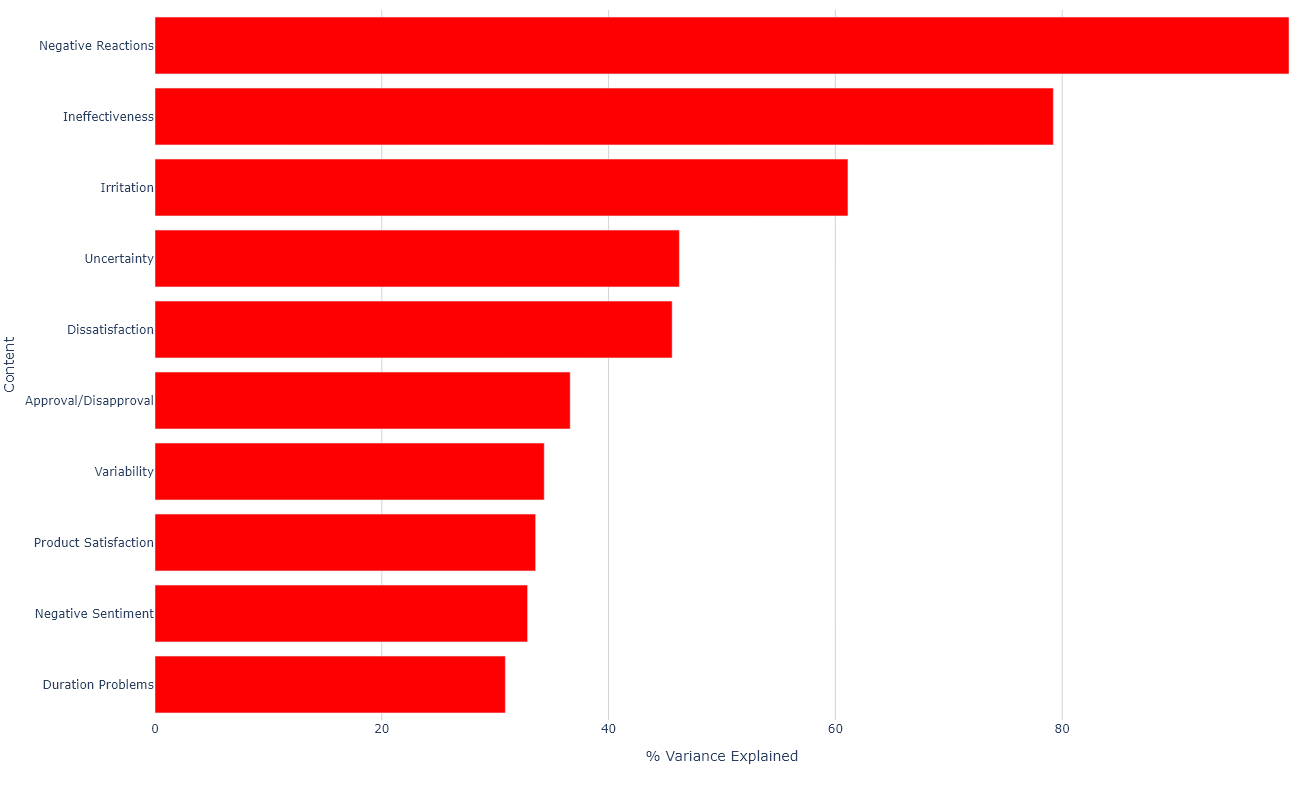 Negative Reactions
Ineffectiveness
Irritation
Uncertainty
Dissatisfaction
Approval/Disapproval
Variability
Product Satisfaction
Negative Sentiment
Duration Problems
Content
0 20 40 60 80
% Variance Explained